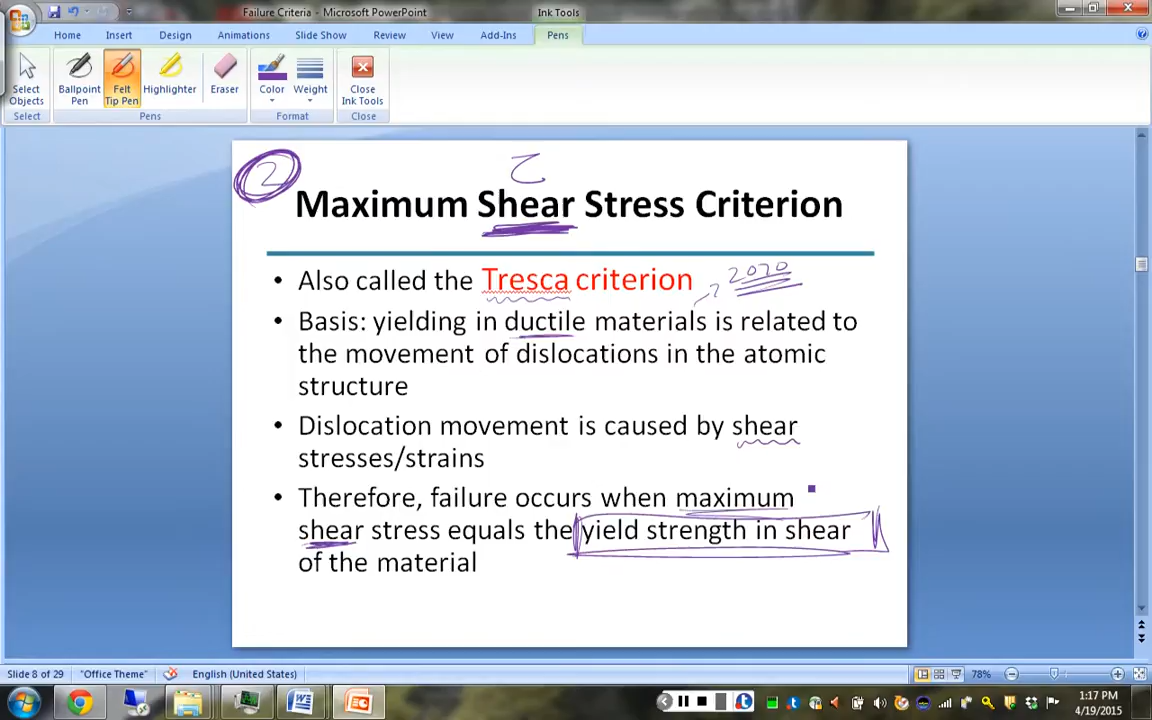 Failure Criteria - Microsoft PowerPoint
Ink Tools
Home Insert Design Animations Slide Show Review View Add-Ins Pens
Select Objects
Ballpoint Pen
Felt Tip Pen
Highlighter
Eraser
Color
Weight
Close Ink Tools
Select Pens Format Close
2
Maximum Shear Stress Criterion
• Also called the Tresca criterion
• Basis: yielding in ductile materials is related to
the movement of dislocations in the atomic
structure
• Dislocation movement is caused by shear
stresses/strains
• Therefore, failure occurs when maximum
shear stress equals the yield strength in shear
of the material
Slide 8 of 29 "Office Theme" English (United States) 78%
1:17 PM
4/19/2015